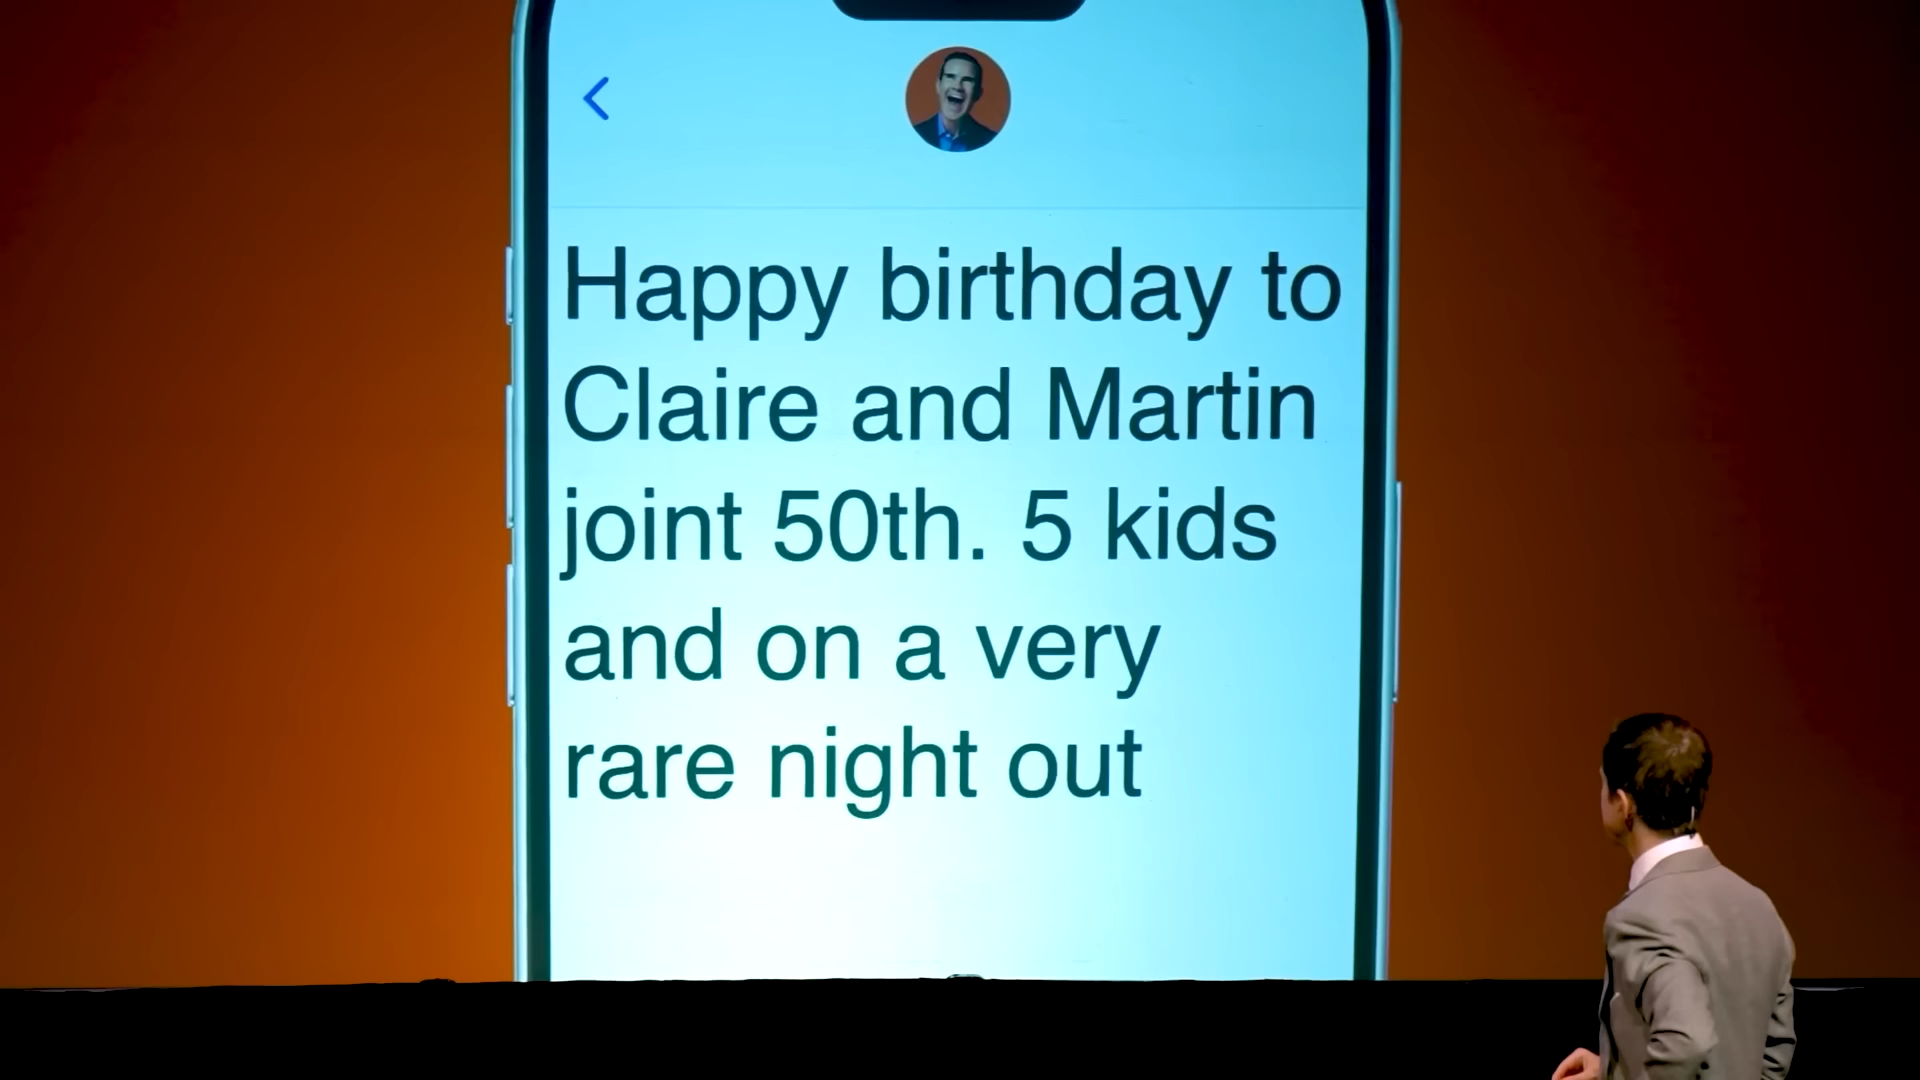 Happy birthday to
Claire and Martin
joint 50th. 5 kids
and on a very
rare night out